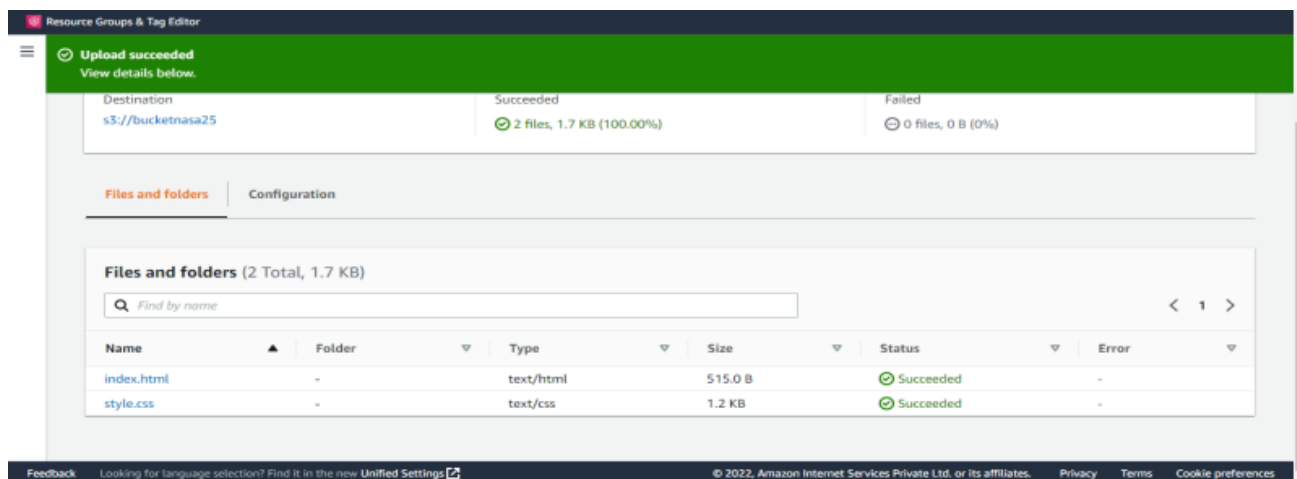 Resource Groups & Tag Editor
Upload succeeded
View details below.
Destination Succeeded Failed
s3://bucketnasa25 2 files, 1.7 KB (100.00%) 0 files, 0 B (0%)
Files and folders Configuration
Files and folders (2 Total, 1.7 KB)
Find by name
1
Name Folder Type Size Status Error
index.html - text/html 515.0 B Succeeded -
style.css - text/css 1.2 KB Succeeded -
Feedback Looking for language selection? Find it in the new Unified Settings © 2022, Amazon Internet Services Private Ltd. or its affiliates. Privacy Terms Cookie preferences